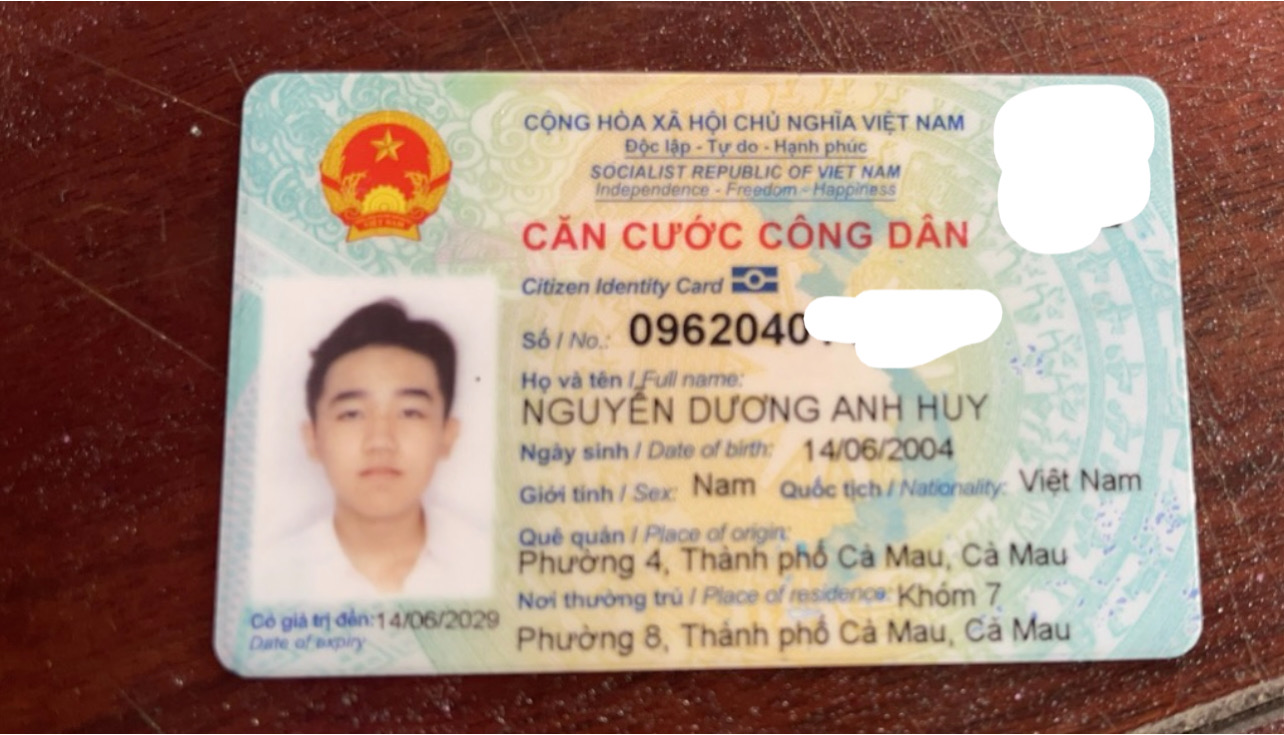 CỘNG HÒA XÃ HỘI CHỦ NGHĨA VIỆT NAM
Độc lập - Tự do - Hạnh phúc
SOCIALIST REPUBLIC OF VIET NAM
Independence - Freedom - Happiness
CĂN CƯỚC CÔNG DÂN
Citizen Identity Card
Số / No.: 0962040
Họ và tên / Full name:
NGUYỄN DƯƠNG ANH HUY
Ngày sinh / Date of birth: 14/06/2004
Giới tính / Sex: Nam Quốc tịch / Nationality: Việt Nam
Quê quán / Place of origin:
Phường 4, Thành phố Cà Mau, Cà Mau
Nơi thường trú / Place of residence: Khóm 7
Phường 8, Thành phố Cà Mau, Cà Mau
Có giá trị đến: 14/06/2029
Date of expiry